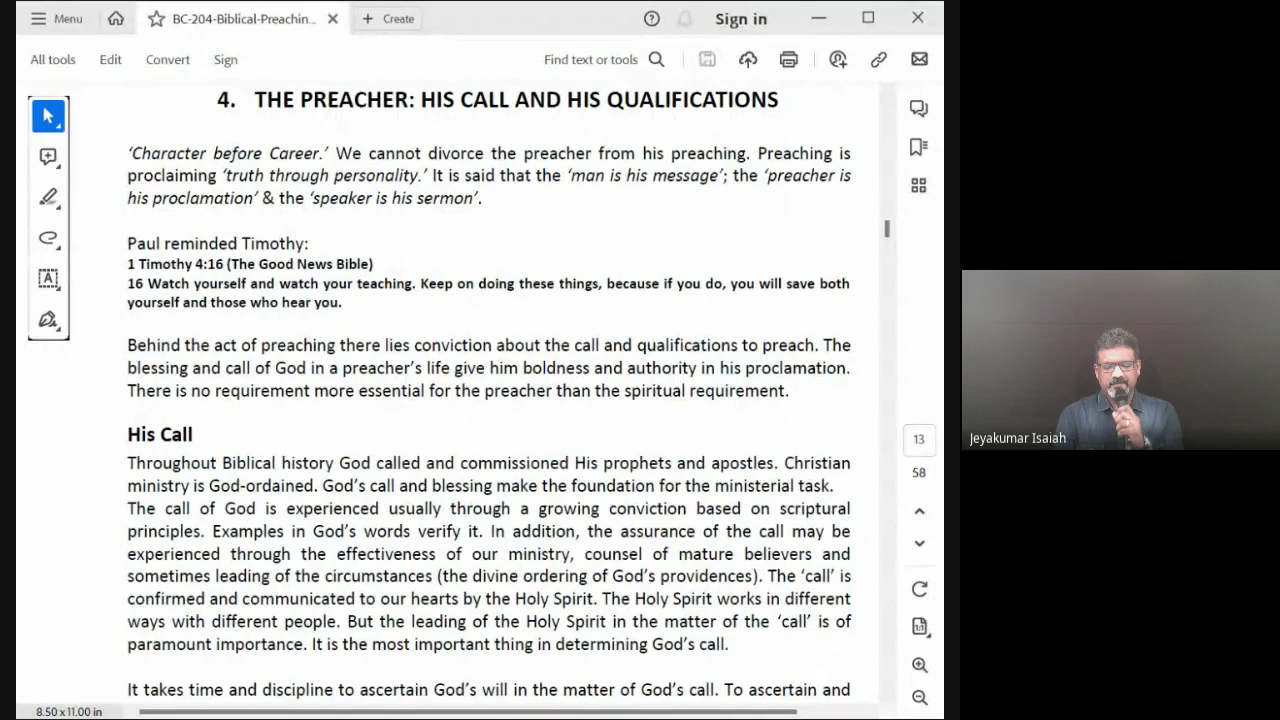 Menu
BC-204-Biblical-Preachin...
Create
Sign in
All tools
Edit
Convert
Sign
Find text or tools
4. THE PREACHER: HIS CALL AND HIS QUALIFICATIONS
‘Character before Career.’ We cannot divorce the preacher from his preaching. Preaching is
proclaiming ‘truth through personality.’ It is said that the ‘man is his message’; the ‘preacher is
his proclamation’ & the ‘speaker is his sermon’.
Paul reminded Timothy:
1 Timothy 4:16 (The Good News Bible)
16 Watch yourself and watch your teaching. Keep on doing these things, because if you do, you will save both
yourself and those who hear you.
Behind the act of preaching there lies conviction about the call and qualifications to preach. The
blessing and call of God in a preacher’s life give him boldness and authority in his proclamation.
There is no requirement more essential for the preacher than the spiritual requirement.
His Call
Throughout Biblical history God called and commissioned His prophets and apostles. Christian
ministry is God-ordained. God’s call and blessing make the foundation for the ministerial task.
The call of God is experienced usually through a growing conviction based on scriptural
principles. Examples in God’s words verify it. In addition, the assurance of the call may be
experienced through the effectiveness of our ministry, counsel of mature believers and
sometimes leading of the circumstances (the divine ordering of God’s providences). The ‘call’ is
confirmed and communicated to our hearts by the Holy Spirit. The Holy Spirit works in different
ways with different people. But the leading of the Holy Spirit in the matter of the ‘call’ is of
paramount importance. It is the most important thing in determining God’s call.
It takes time and discipline to ascertain God’s will in the matter of God’s call. To ascertain and
13
58
8.50 x 11.00 in
Jeyakumar Isaiah